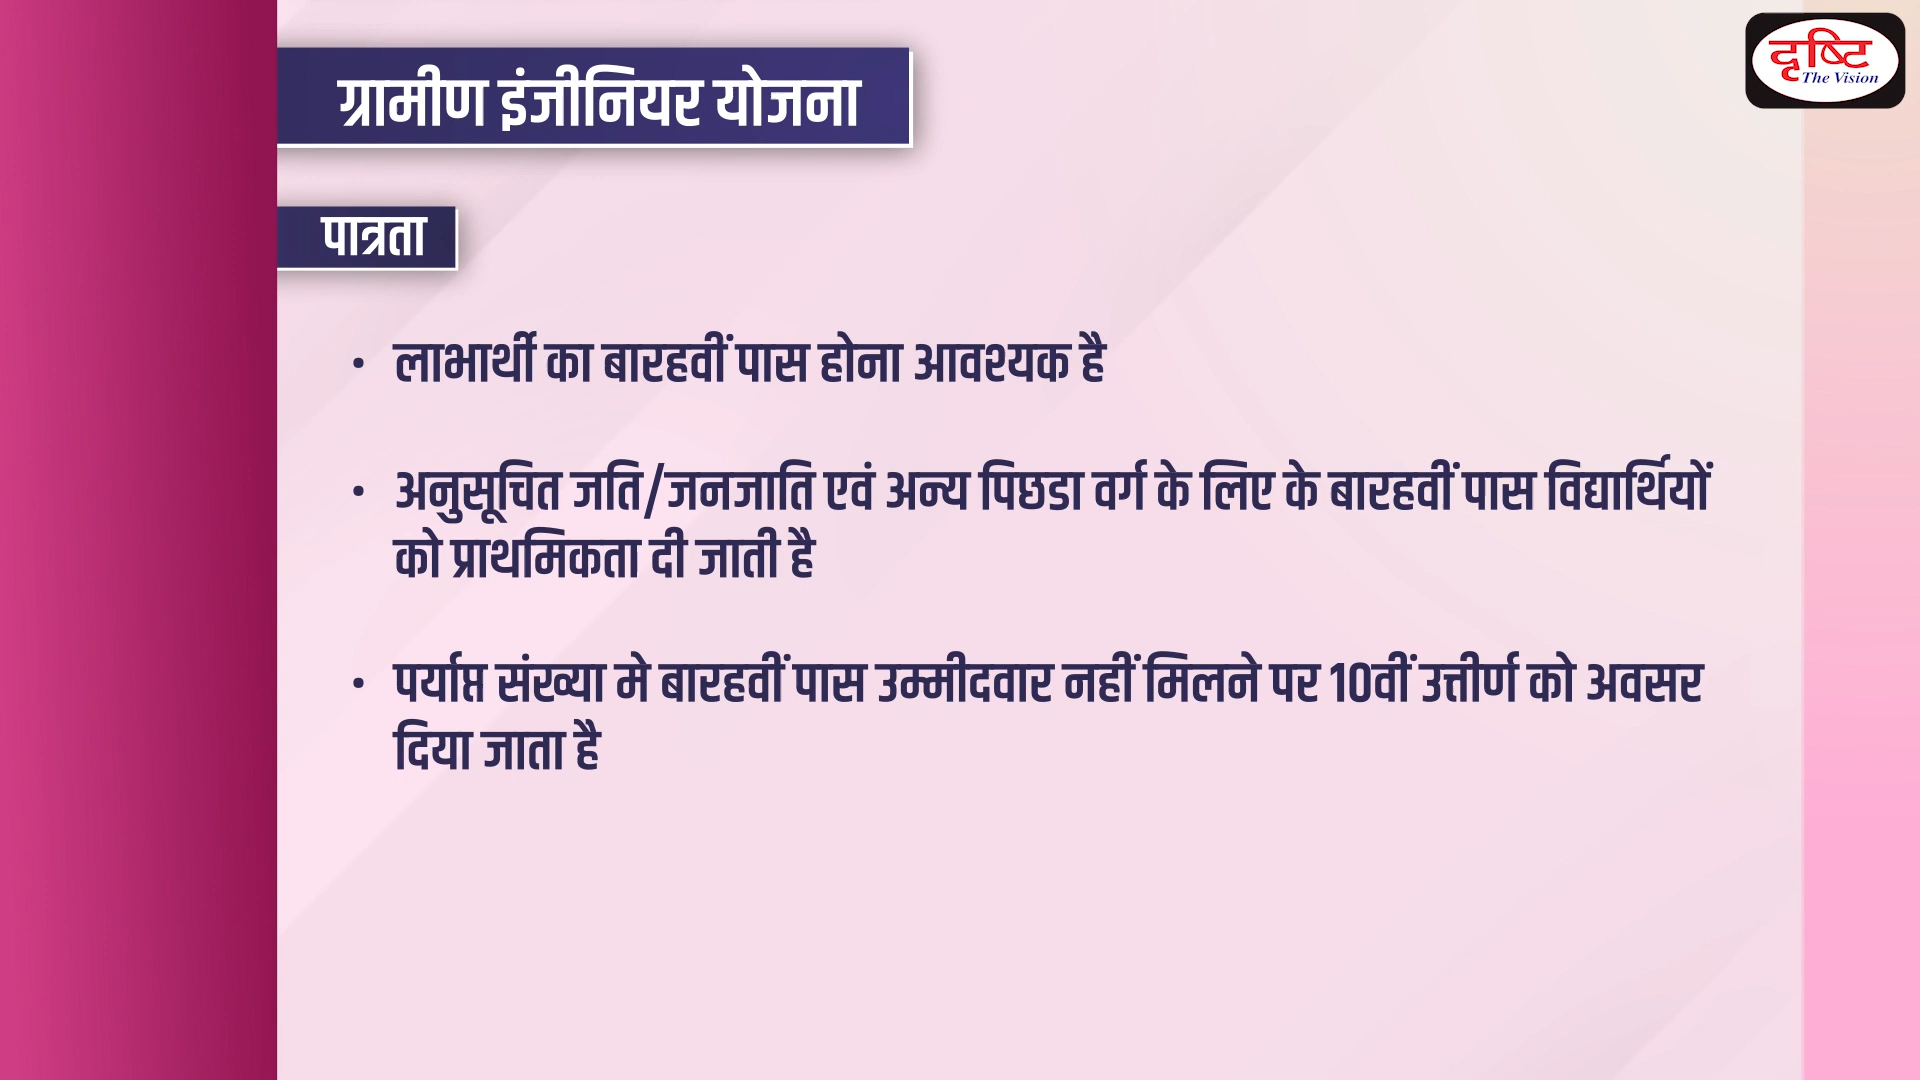 दृष्टि
The Vision
ग्रामीण इंजीनियर योजना
पात्रता
• लाभार्थी का बारहवीं पास होना आवश्यक है
• अनुसूचित जति/जनजाति एवं अन्य पिछडा वर्ग के लिए के बारहवीं पास विद्यार्थियों
को प्राथमिकता दी जाती है
• पर्याप्त संख्या मे बारहवीं पास उम्मीदवार नहीं मिलने पर 10वीं उत्तीर्ण को अवसर
दिया जाता है